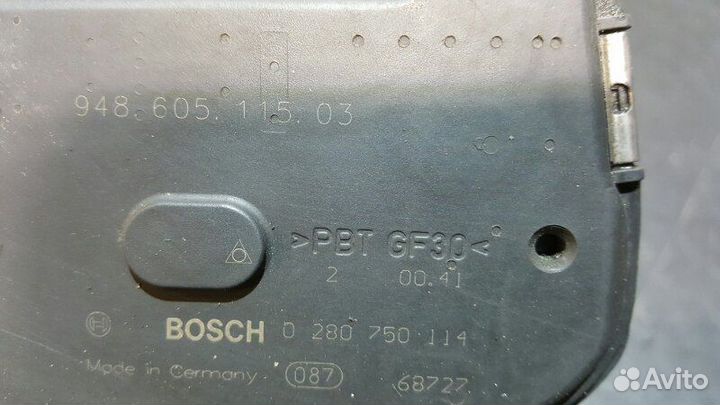 948.605.115.03
>PBT GF30<
2 00.41
BOSCH 0 280 750 114
Made in Germany 087 68727
Avito